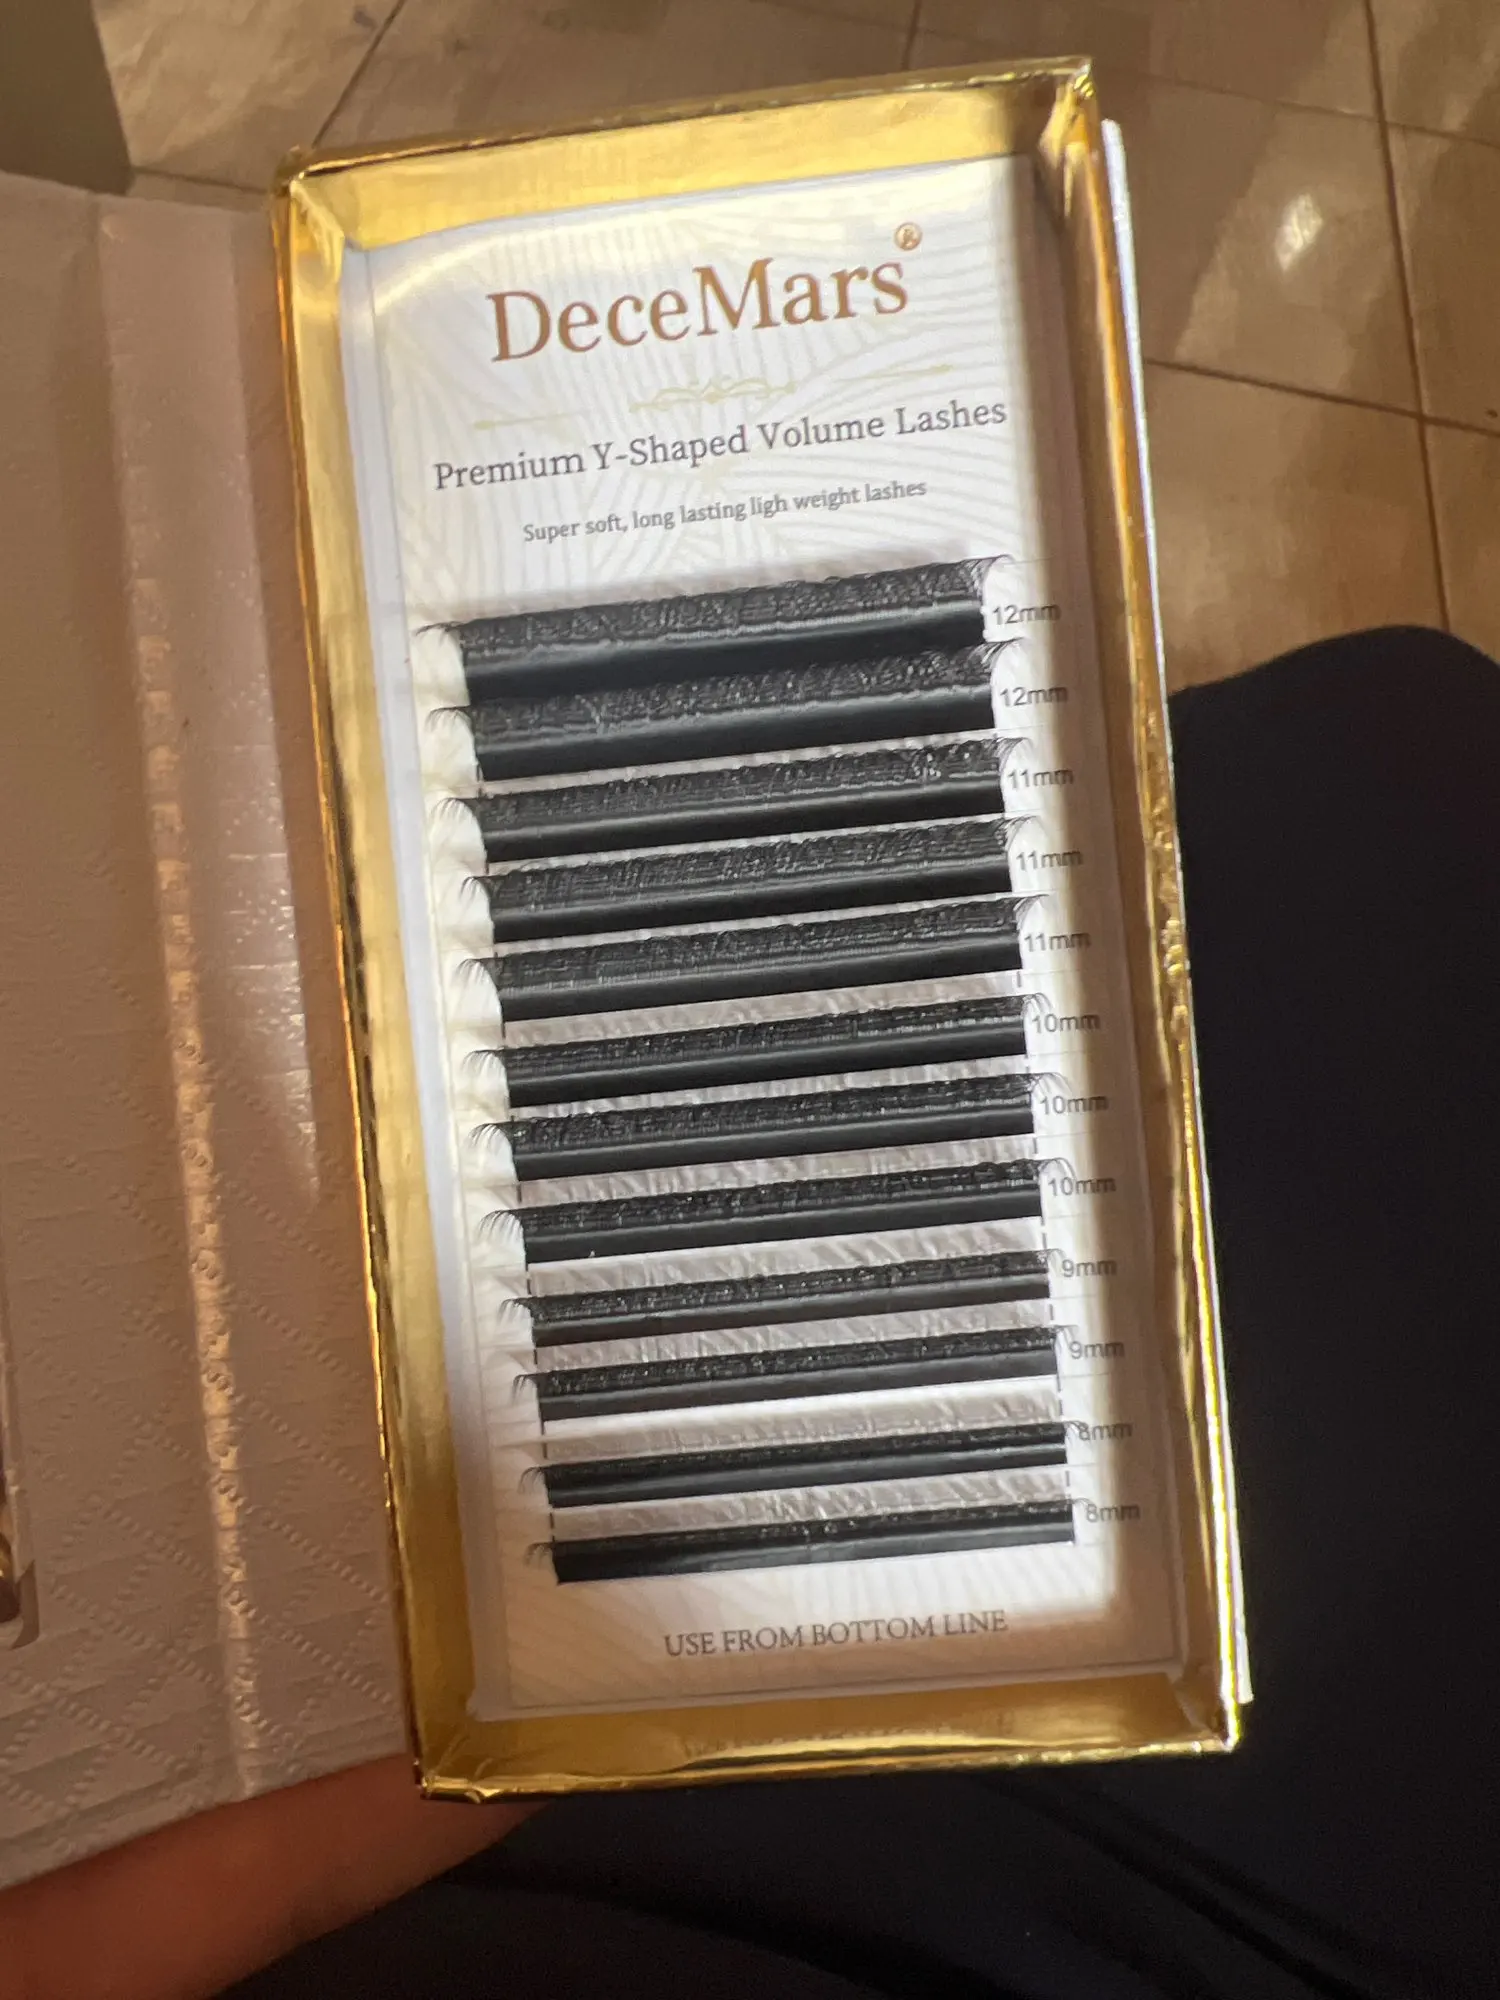 DeceMars®
Premium Y-Shaped Volume Lashes
Super soft, long lasting ligh weight lashes
12mm
12mm
11mm
11mm
11mm
10mm
10mm
10mm
9mm
9mm
8mm
8mm
USE FROM BOTTOM LINE